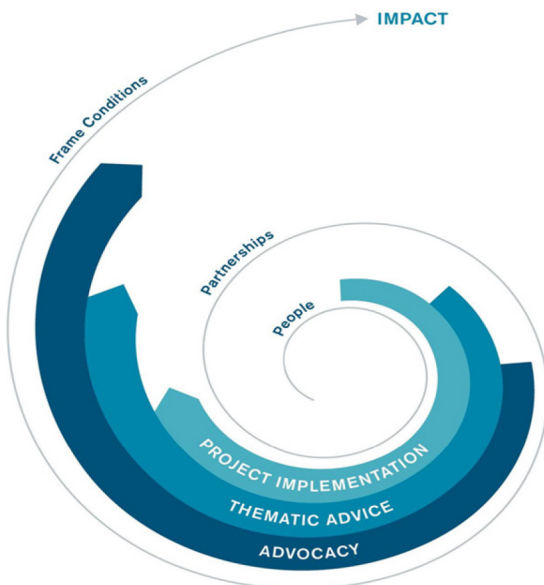 IMPACT
Frame Conditions
Partnerships
People
PROJECT IMPLEMENTATION
THEMATIC ADVICE
ADVOCACY